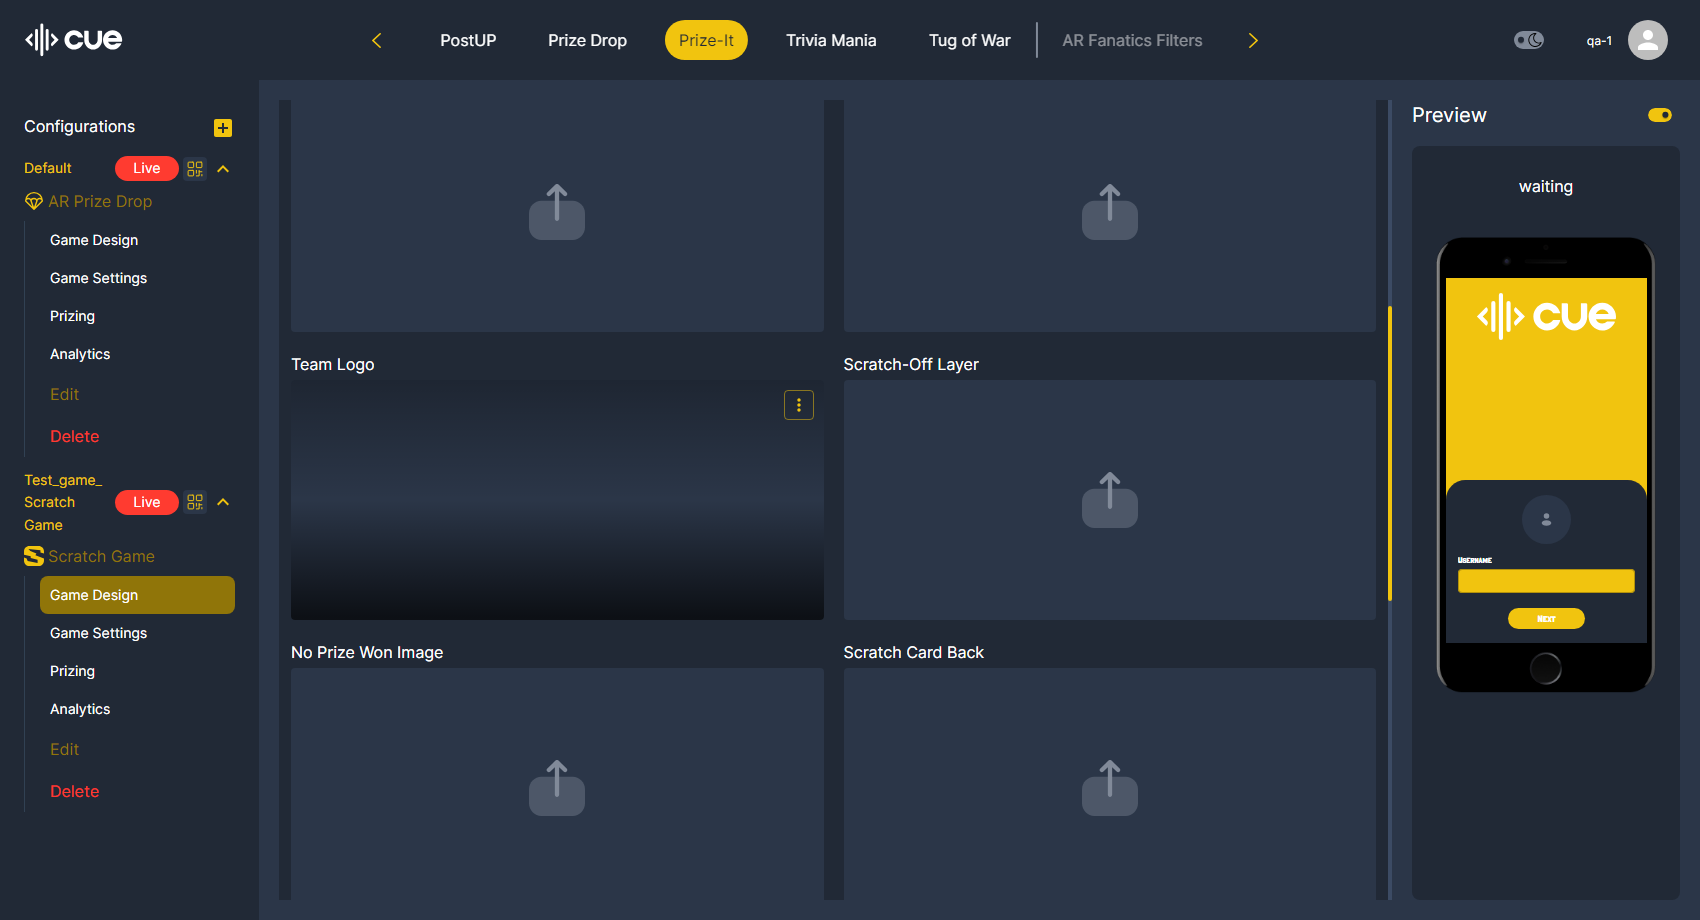 cue
PostUP
Prize Drop
Prize-It
Trivia Mania
Tug of War
AR Fanatics Filters
qa-1
Configurations
Default
Live
AR Prize Drop
Game Design
Game Settings
Prizing
Analytics
Edit
Delete
Test_game_
Scratch
Game
Live
Scratch Game
Game Design
Game Settings
Prizing
Analytics
Edit
Delete
Team Logo
Scratch-Off Layer
No Prize Won Image
Scratch Card Back
Preview
waiting
cue
Username
Next